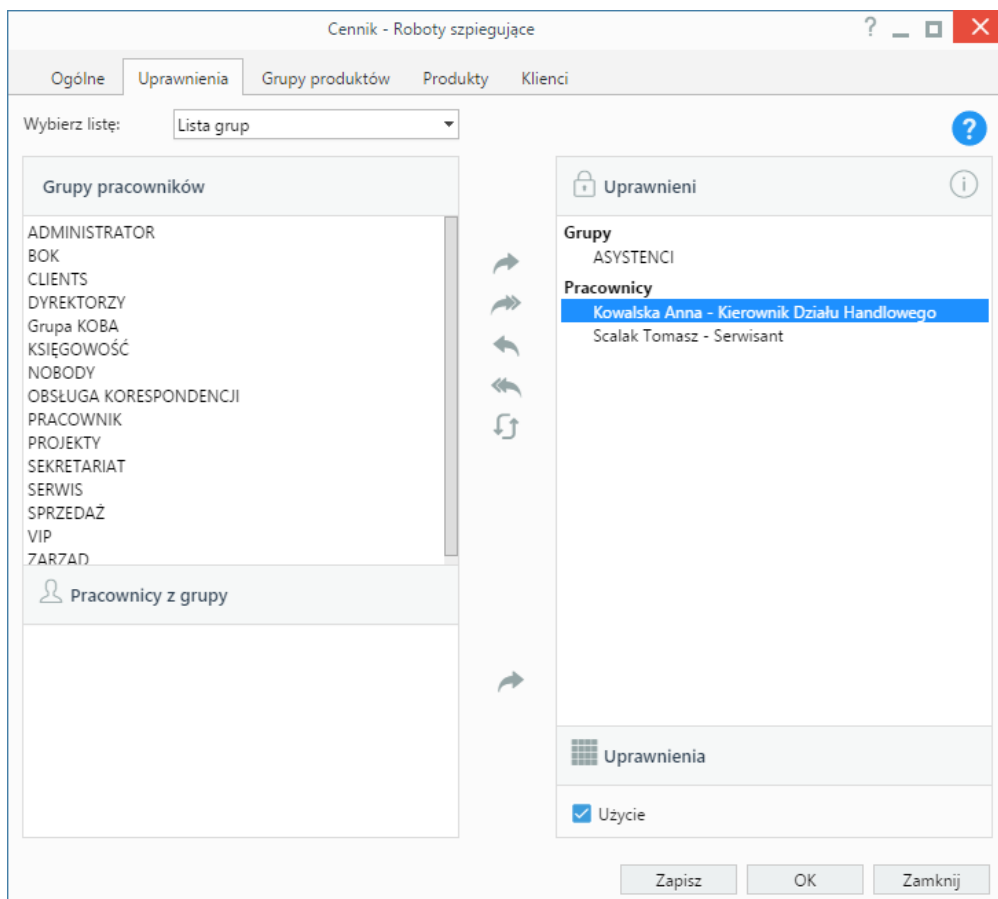 Cennik - Roboty szpiegujące
?
Ogólne Uprawnienia Grupy produktów Produkty Klienci
Wybierz listę: Lista grup
?
Grupy pracowników
ADMINISTRATOR
BOK
CLIENTS
DYREKTORZY
Grupa KOBA
KSIĘGOWOŚĆ
NOBODY
OBSŁUGA KORESPONDENCJI
PRACOWNIK
PROJEKTY
SEKRETARIAT
SERWIS
SPRZEDAŻ
VIP
ZARZAD
Pracownicy z grupy
Uprawnieni
i
Grupy
ASYSTENCI
Pracownicy
Kowalska Anna - Kierownik Działu Handlowego
Scalak Tomasz - Serwisant
Uprawnienia
Użycie
Zapisz OK Zamknij